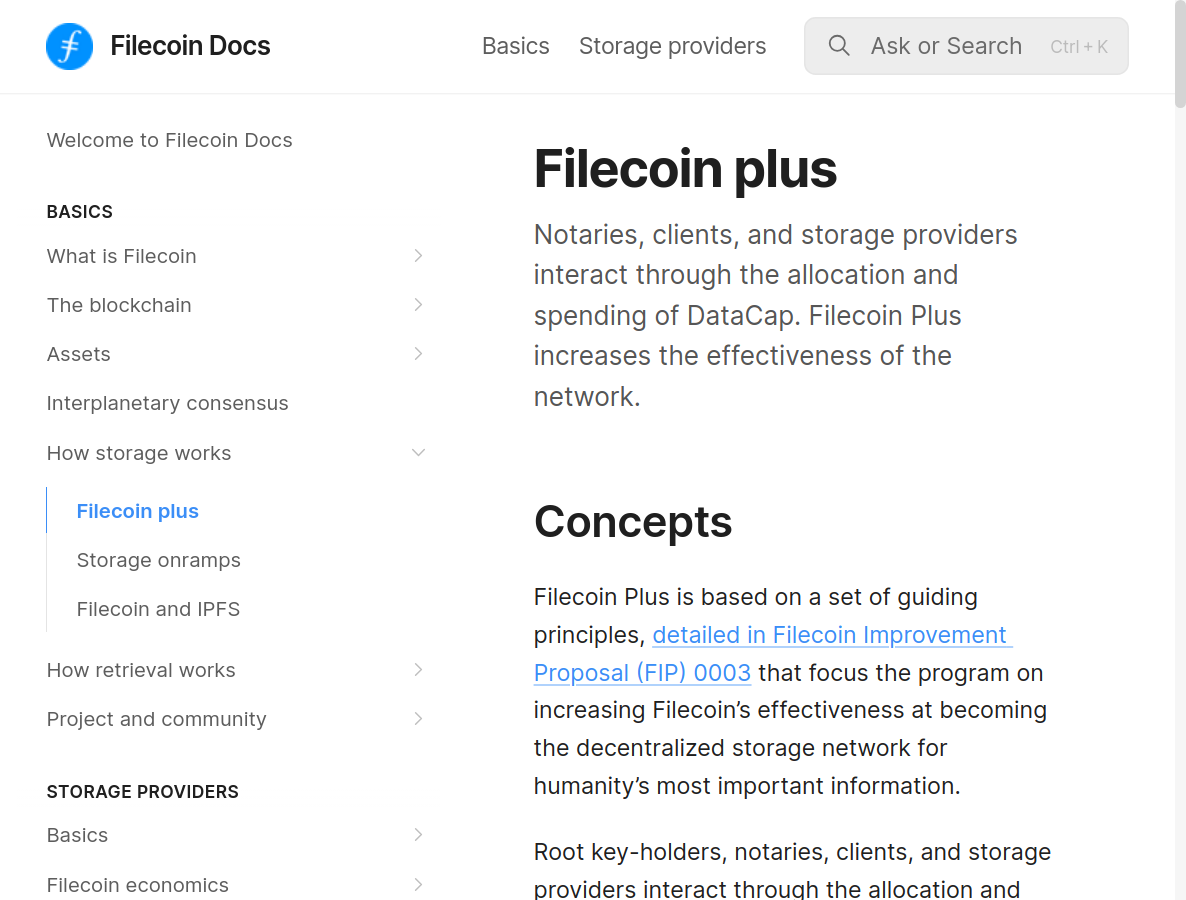 Filecoin Docs
Basics
Storage providers
Ask or Search
Ctrl + K
Welcome to Filecoin Docs
BASICS
What is Filecoin
The blockchain
Assets
Interplanetary consensus
How storage works
Filecoin plus
Storage onramps
Filecoin and IPFS
How retrieval works
Project and community
STORAGE PROVIDERS
Basics
Filecoin economics
Filecoin plus
Notaries, clients, and storage providers
interact through the allocation and
spending of DataCap. Filecoin Plus
increases the effectiveness of the
network.
Concepts
Filecoin Plus is based on a set of guiding
principles, detailed in Filecoin Improvement
Proposal (FIP) 0003 that focus the program on
increasing Filecoin’s effectiveness at becoming
the decentralized storage network for
humanity’s most important information.
Root key-holders, notaries, clients, and storage
providers interact through the allocation and